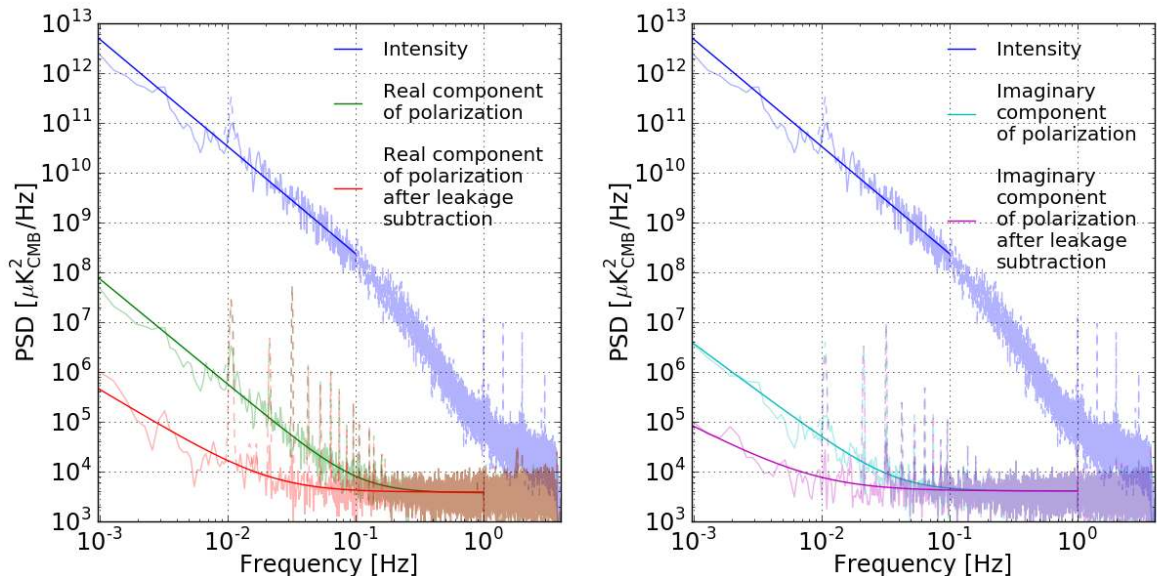 10^13
10^12
10^11
10^10
10^9
10^8
10^7
10^6
10^5
10^4
10^3
PSD [μK²_CMB/Hz]
Intensity
Real component
of polarization
Real component
of polarization
after leakage
subtraction
10^-3
10^-2
10^-1
10^0
Frequency [Hz]
10^13
10^12
10^11
10^10
10^9
10^8
10^7
10^6
10^5
10^4
10^3
PSD [μK²_CMB/Hz]
Intensity
Imaginary
component
of polarization
Imaginary
component
of polarization
after leakage
subtraction
10^-3
10^-2
10^-1
10^0
Frequency [Hz]